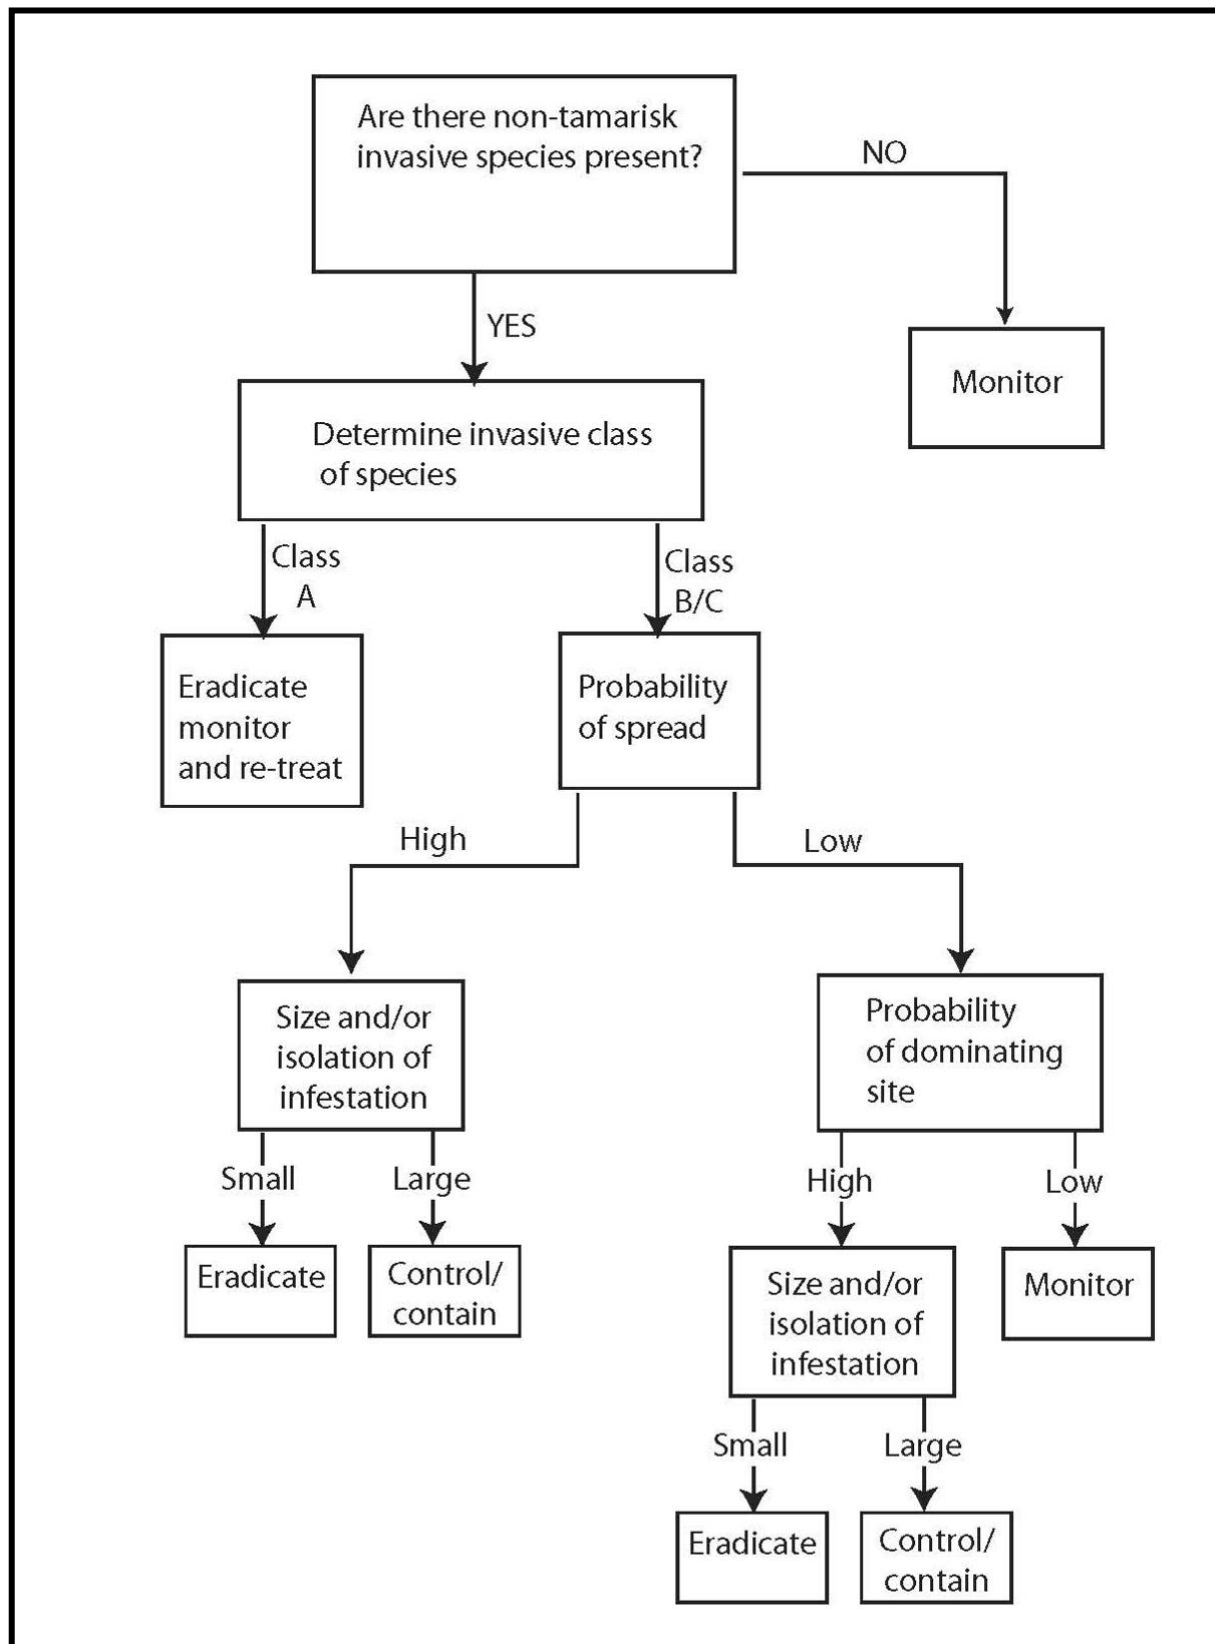 Are there non-tamarisk
invasive species present?
NO
YES
Monitor
Determine invasive class
of species
Class
A
Class
B/C
Eradicate
monitor
and re-treat
Probability
of spread
High
Low
Size and/or
isolation of
infestation
Probability
of dominating
site
Small
Large
High
Low
Eradicate
Control/
contain
Size and/or
isolation of
infestation
Monitor
Small
Large
Eradicate
Control/
contain